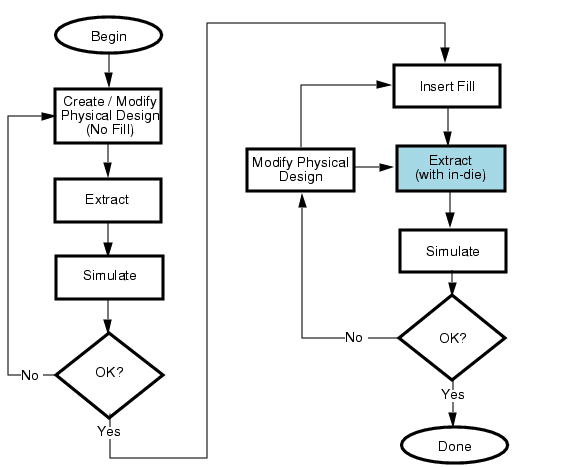 Begin
Create / Modify
Physical Design
(No Fill)
Extract
Simulate
OK?
No
Yes
Insert Fill
Modify Physical
Design
Extract
(with in-die)
Simulate
OK?
No
Yes
Done